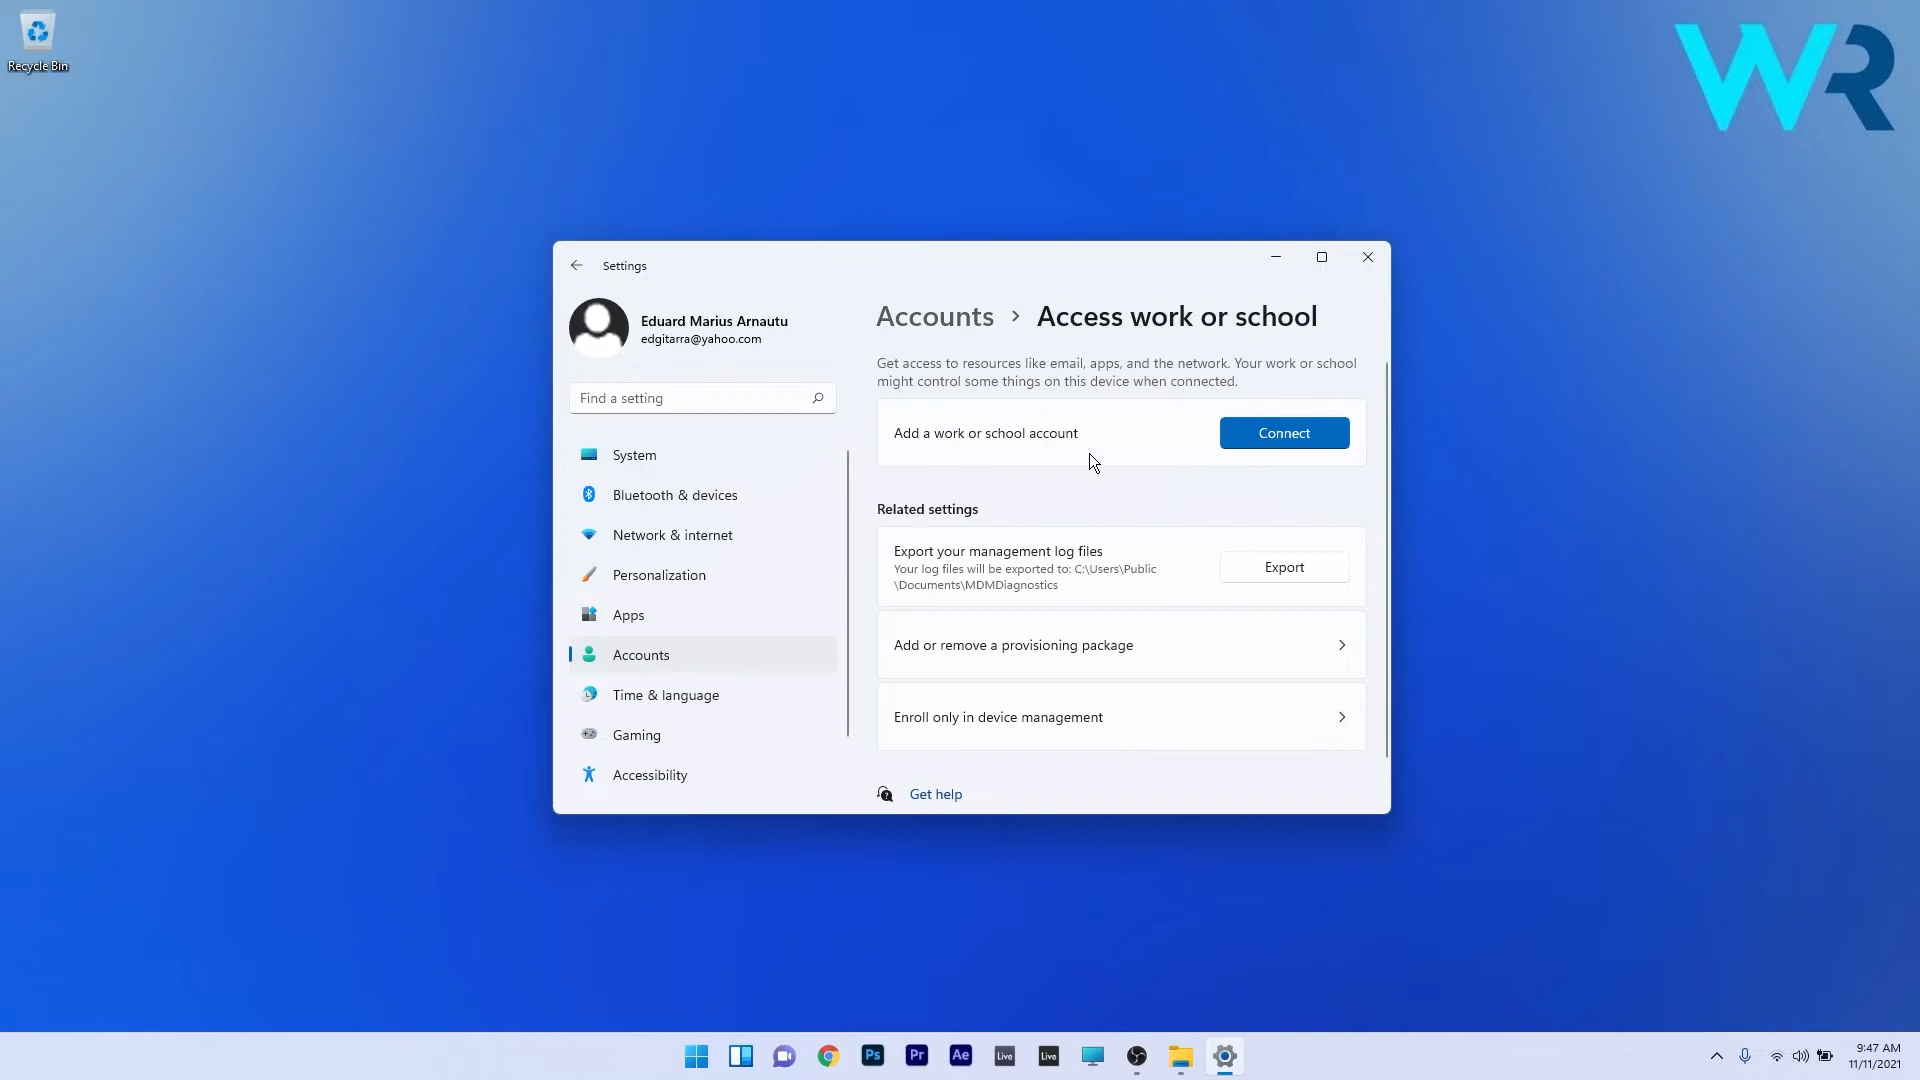 Recycle Bin
WR
Settings
Eduard Marius Arnautu
edgitarra@yahoo.com
Find a setting
System
Bluetooth & devices
Network & internet
Personalization
Apps
Accounts
Time & language
Gaming
Accessibility
Accounts > Access work or school
Get access to resources like email, apps, and the network. Your work or school
might control some things on this device when connected.
Add a work or school account
Connect
Related settings
Export your management log files
Your log files will be exported to: C:\Users\Public
\Documents\MDMDiagnostics
Export
Add or remove a provisioning package
Enroll only in device management
Get help
Ps
Pr
Ae
Live
Live
9:47 AM
11/11/2021